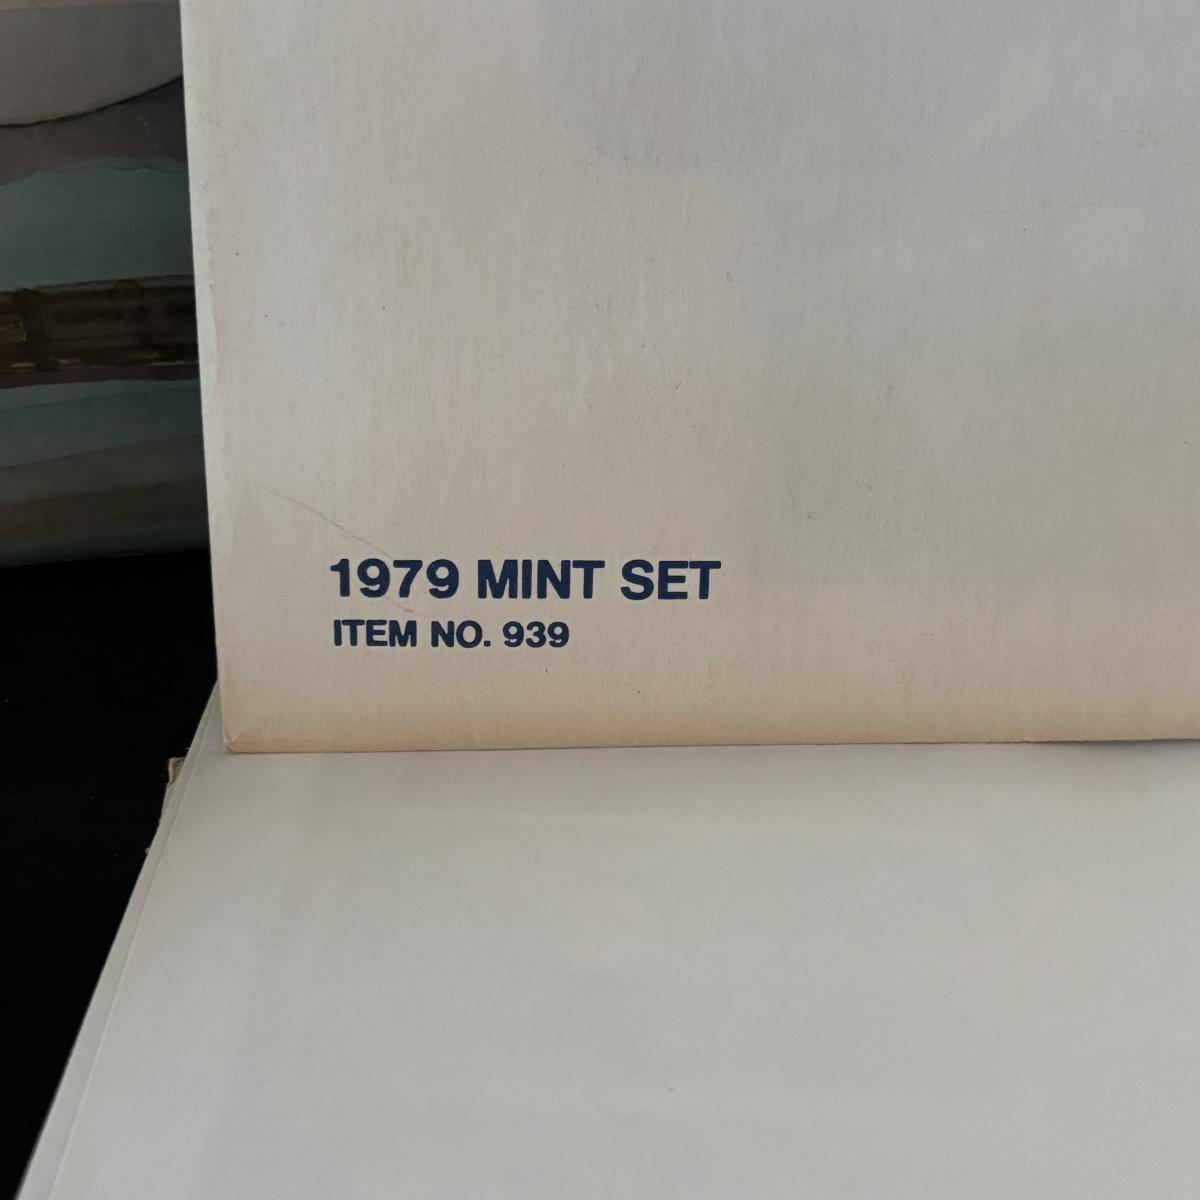 1979 MINT SET
ITEM NO. 939